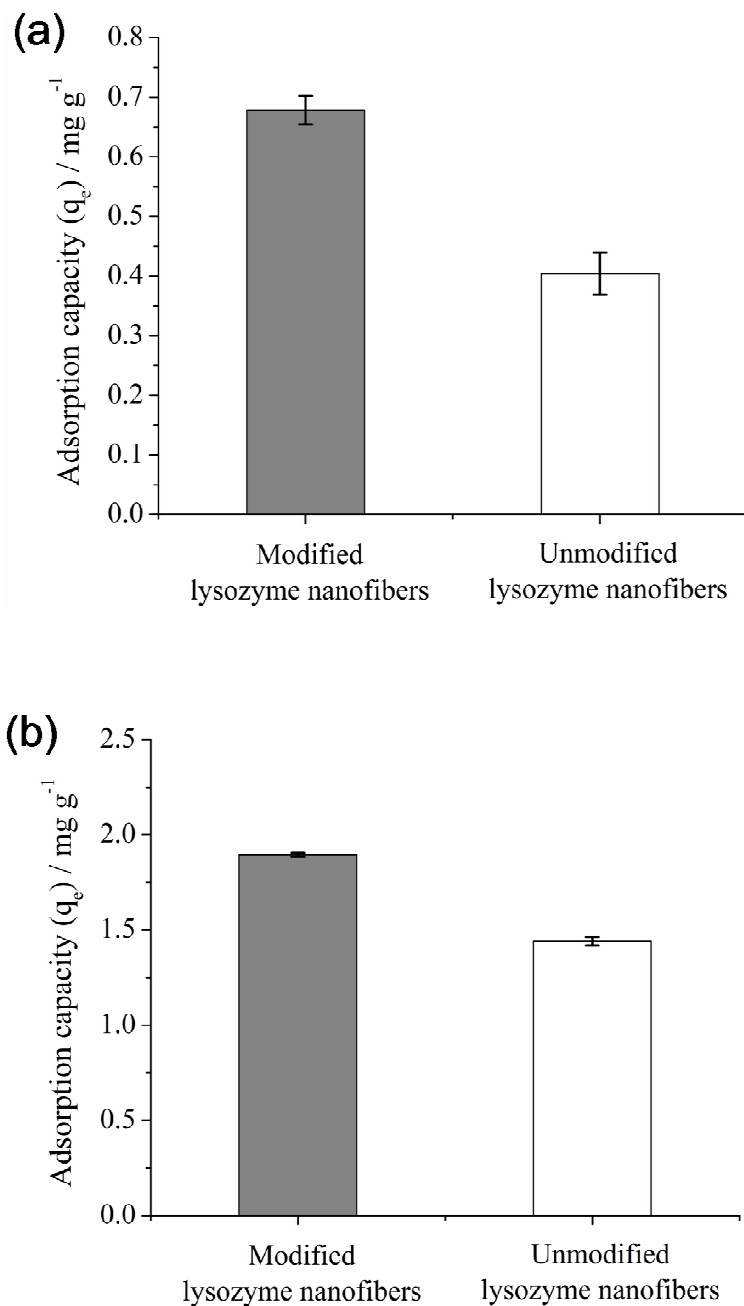 (a)
Adsorption capacity (qe) / mg g-1
0.8
0.7
0.6
0.5
0.4
0.3
0.2
0.1
0.0
Modified
lysozyme nanofibers
Unmodified
lysozyme nanofibers
(b)
Adsorption capacity (qe) / mg g-1
2.5
2.0
1.5
1.0
0.5
0.0
Modified
lysozyme nanofibers
Unmodified
lysozyme nanofibers